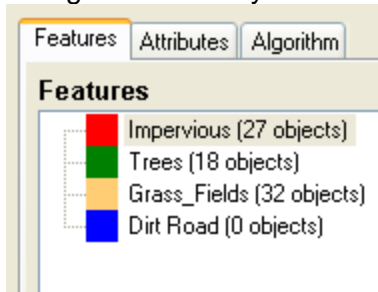 Features Attributes Algorithm
Features
Impervious (27 objects)
Trees (18 objects)
Grass_Fields (32 objects)
Dirt Road (0 objects)